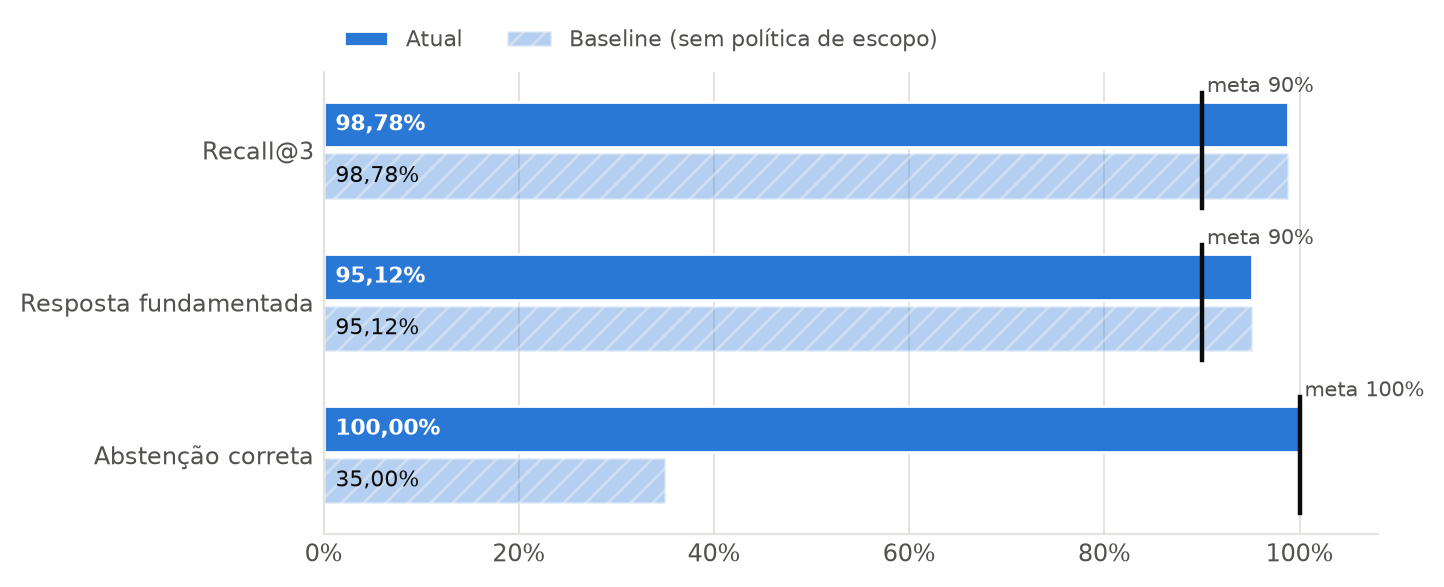 Atual
Baseline (sem política de escopo)
meta 90%
Recall@3
98,78%
98,78%
meta 90%
Resposta fundamentada
95,12%
95,12%
meta 100%
Abstenção correta
100,00%
35,00%
0% 20% 40% 60% 80% 100%